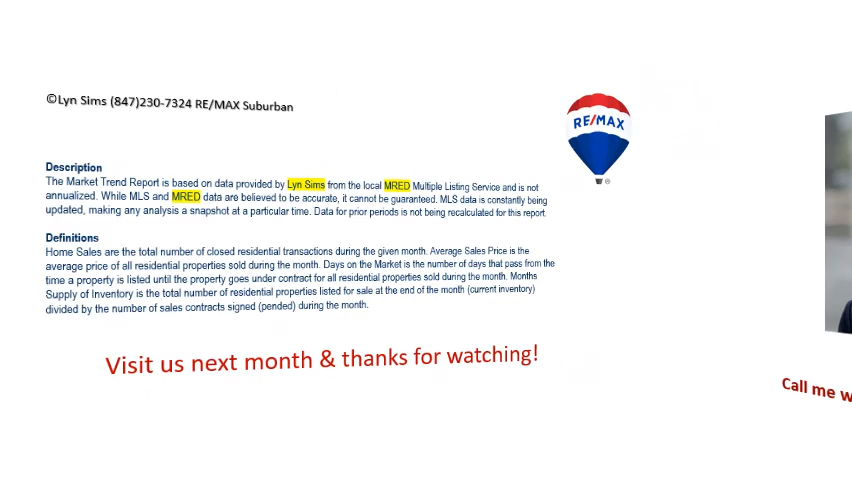 ©Lyn Sims (847)230-7324 RE/MAX Suburban
RE/MAX
®
Description
The Market Trend Report is based on data provided by Lyn Sims from the local MRED Multiple Listing Service and is not
annualized. While MLS and MRED data are believed to be accurate, it cannot be guaranteed. MLS data is constantly being
updated, making any analysis a snapshot at a particular time. Data for prior periods is not being recalculated for this report.
Definitions
Home Sales are the total number of closed residential transactions during the given month. Average Sales Price is the
average price of all residential properties sold during the month. Days on the Market is the number of days that pass from the
time a property is listed until the property goes under contract for all residential properties sold during the month. Months
Supply of Inventory is the total number of residential properties listed for sale at the end of the month (current inventory)
divided by the number of sales contracts signed (pended) during the month.
Visit us next month & thanks for watching!
Call me w